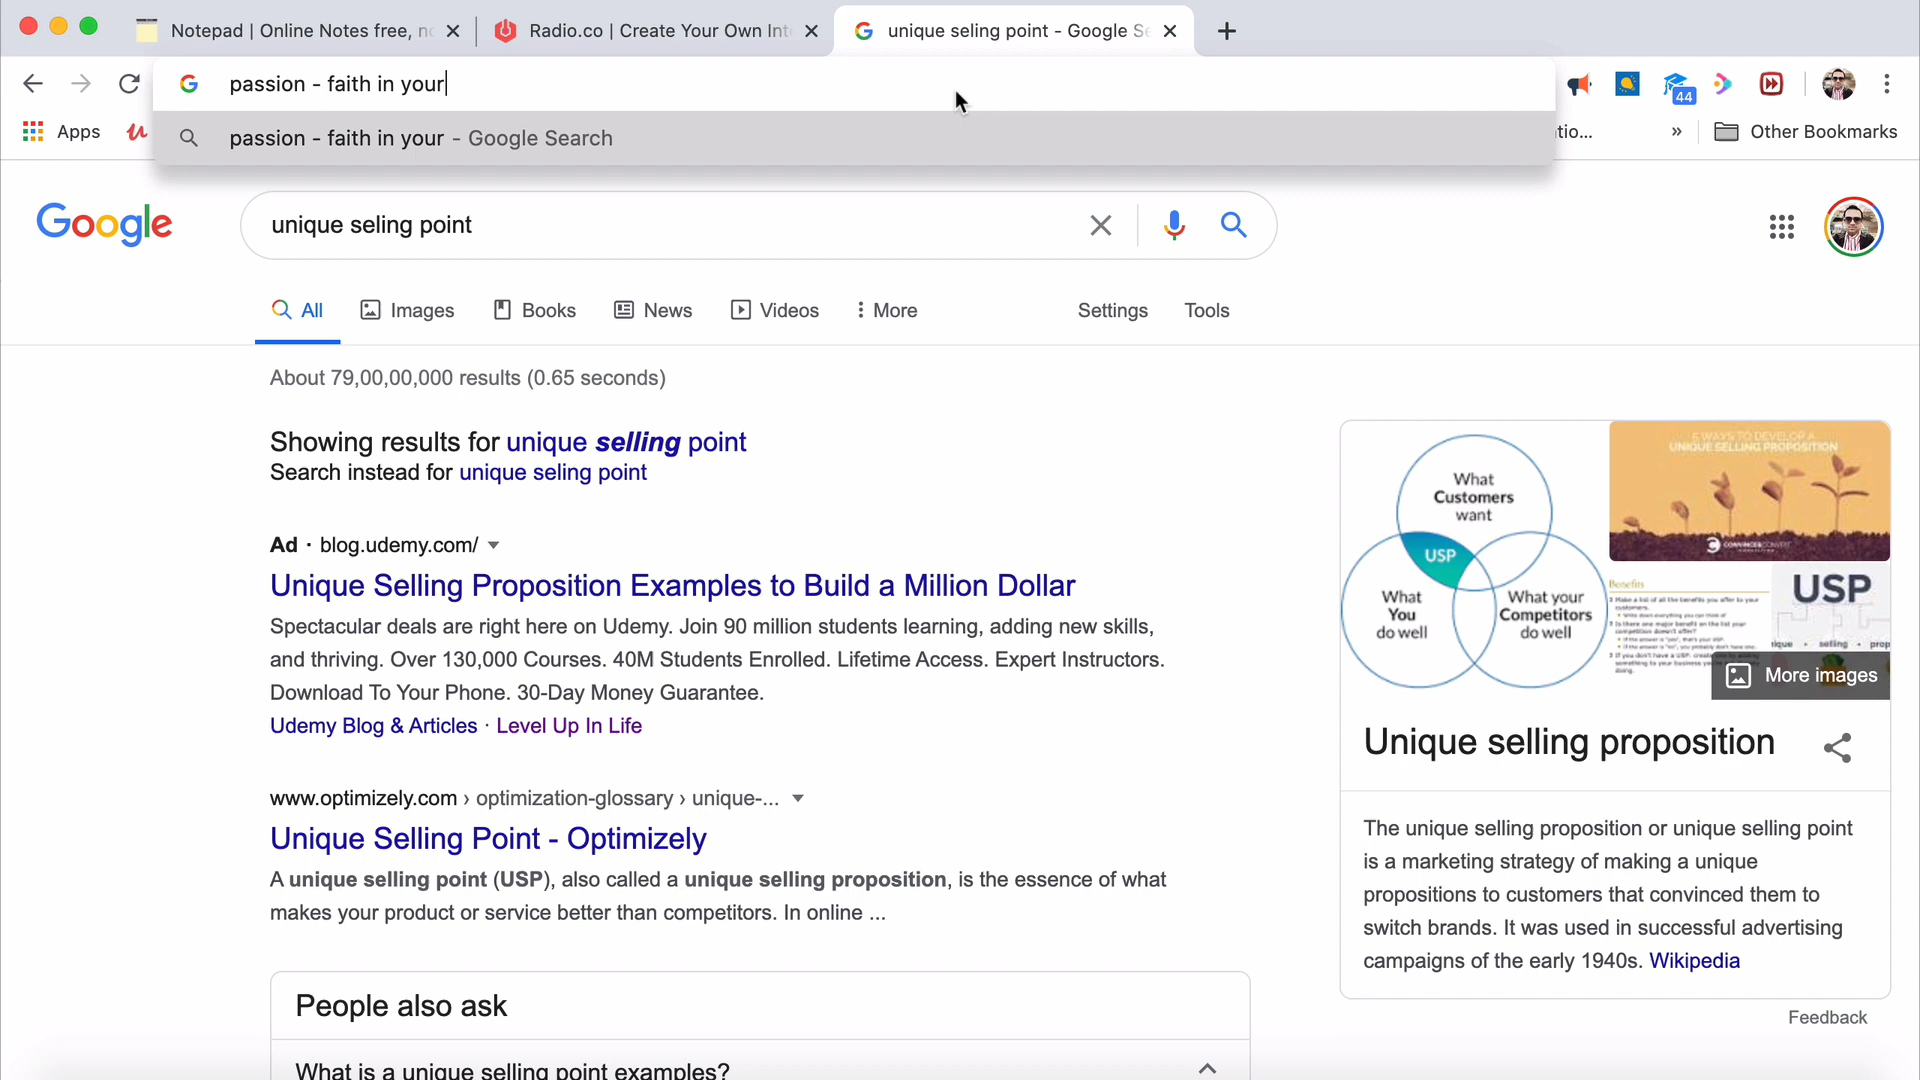 Notepad | Online Notes free, no
Radio.co | Create Your Own Int
unique seling point - Google Se
passion - faith in your
44
Apps
passion - faith in your - Google Search
tio...
»
Other Bookmarks
Google
unique seling point
All
Images
Books
News
Videos
More
Settings
Tools
About 79,00,00,000 results (0.65 seconds)
Showing results for unique selling point
Search instead for unique seling point
Ad · blog.udemy.com/
Unique Selling Proposition Examples to Build a Million Dollar
Spectacular deals are right here on Udemy. Join 90 million students learning, adding new skills,
and thriving. Over 130,000 Courses. 40M Students Enrolled. Lifetime Access. Expert Instructors.
Download To Your Phone. 30-Day Money Guarantee.
Udemy Blog & Articles · Level Up In Life
www.optimizely.com › optimization-glossary › unique-...
Unique Selling Point - Optimizely
A unique selling point (USP), also called a unique selling proposition, is the essence of what
makes your product or service better than competitors. In online ...
People also ask
What is a unique selling point examples?
What
Customers
want
USP
What
You
do well
What your
Competitors
do well
5 WAYS TO DEVELOP A
UNIQUE SELLING PROPOSITION
Benefits
USP
More images
Unique selling proposition
The unique selling proposition or unique selling point
is a marketing strategy of making a unique
propositions to customers that convinced them to
switch brands. It was used in successful advertising
campaigns of the early 1940s. Wikipedia
Feedback